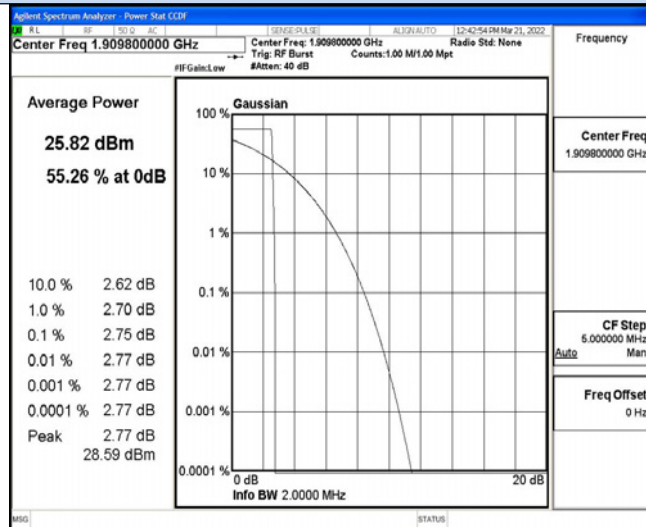 Agilent Spectrum Analyzer - Power Stat CCDF
RL RF 50 Ω AC SENSE:PULSE ALIGNAUTO 12:42:54 PM Mar 21, 2022
Center Freq 1.909800000 GHz
Center Freq: 1.909800000 GHz Radio Std: None
Trig: RF Burst Counts:1.00 M/1.00 Mpt
#IFGain:Low #Atten: 40 dB
Frequency
Average Power
25.82 dBm
55.26 % at 0dB
10.0 % 2.62 dB
1.0 % 2.70 dB
0.1 % 2.75 dB
0.01 % 2.77 dB
0.001 % 2.77 dB
0.0001 % 2.77 dB
Peak 2.77 dB
28.59 dBm
Gaussian
100 %
10 %
1 %
0.1 %
0.01 %
0.001 %
0.0001 %
0 dB 20 dB
Info BW 2.0000 MHz
Center Freq
1.909800000 GHz
CF Step
5.000000 MHz
Auto Man
Freq Offset
0 Hz
MSG STATUS